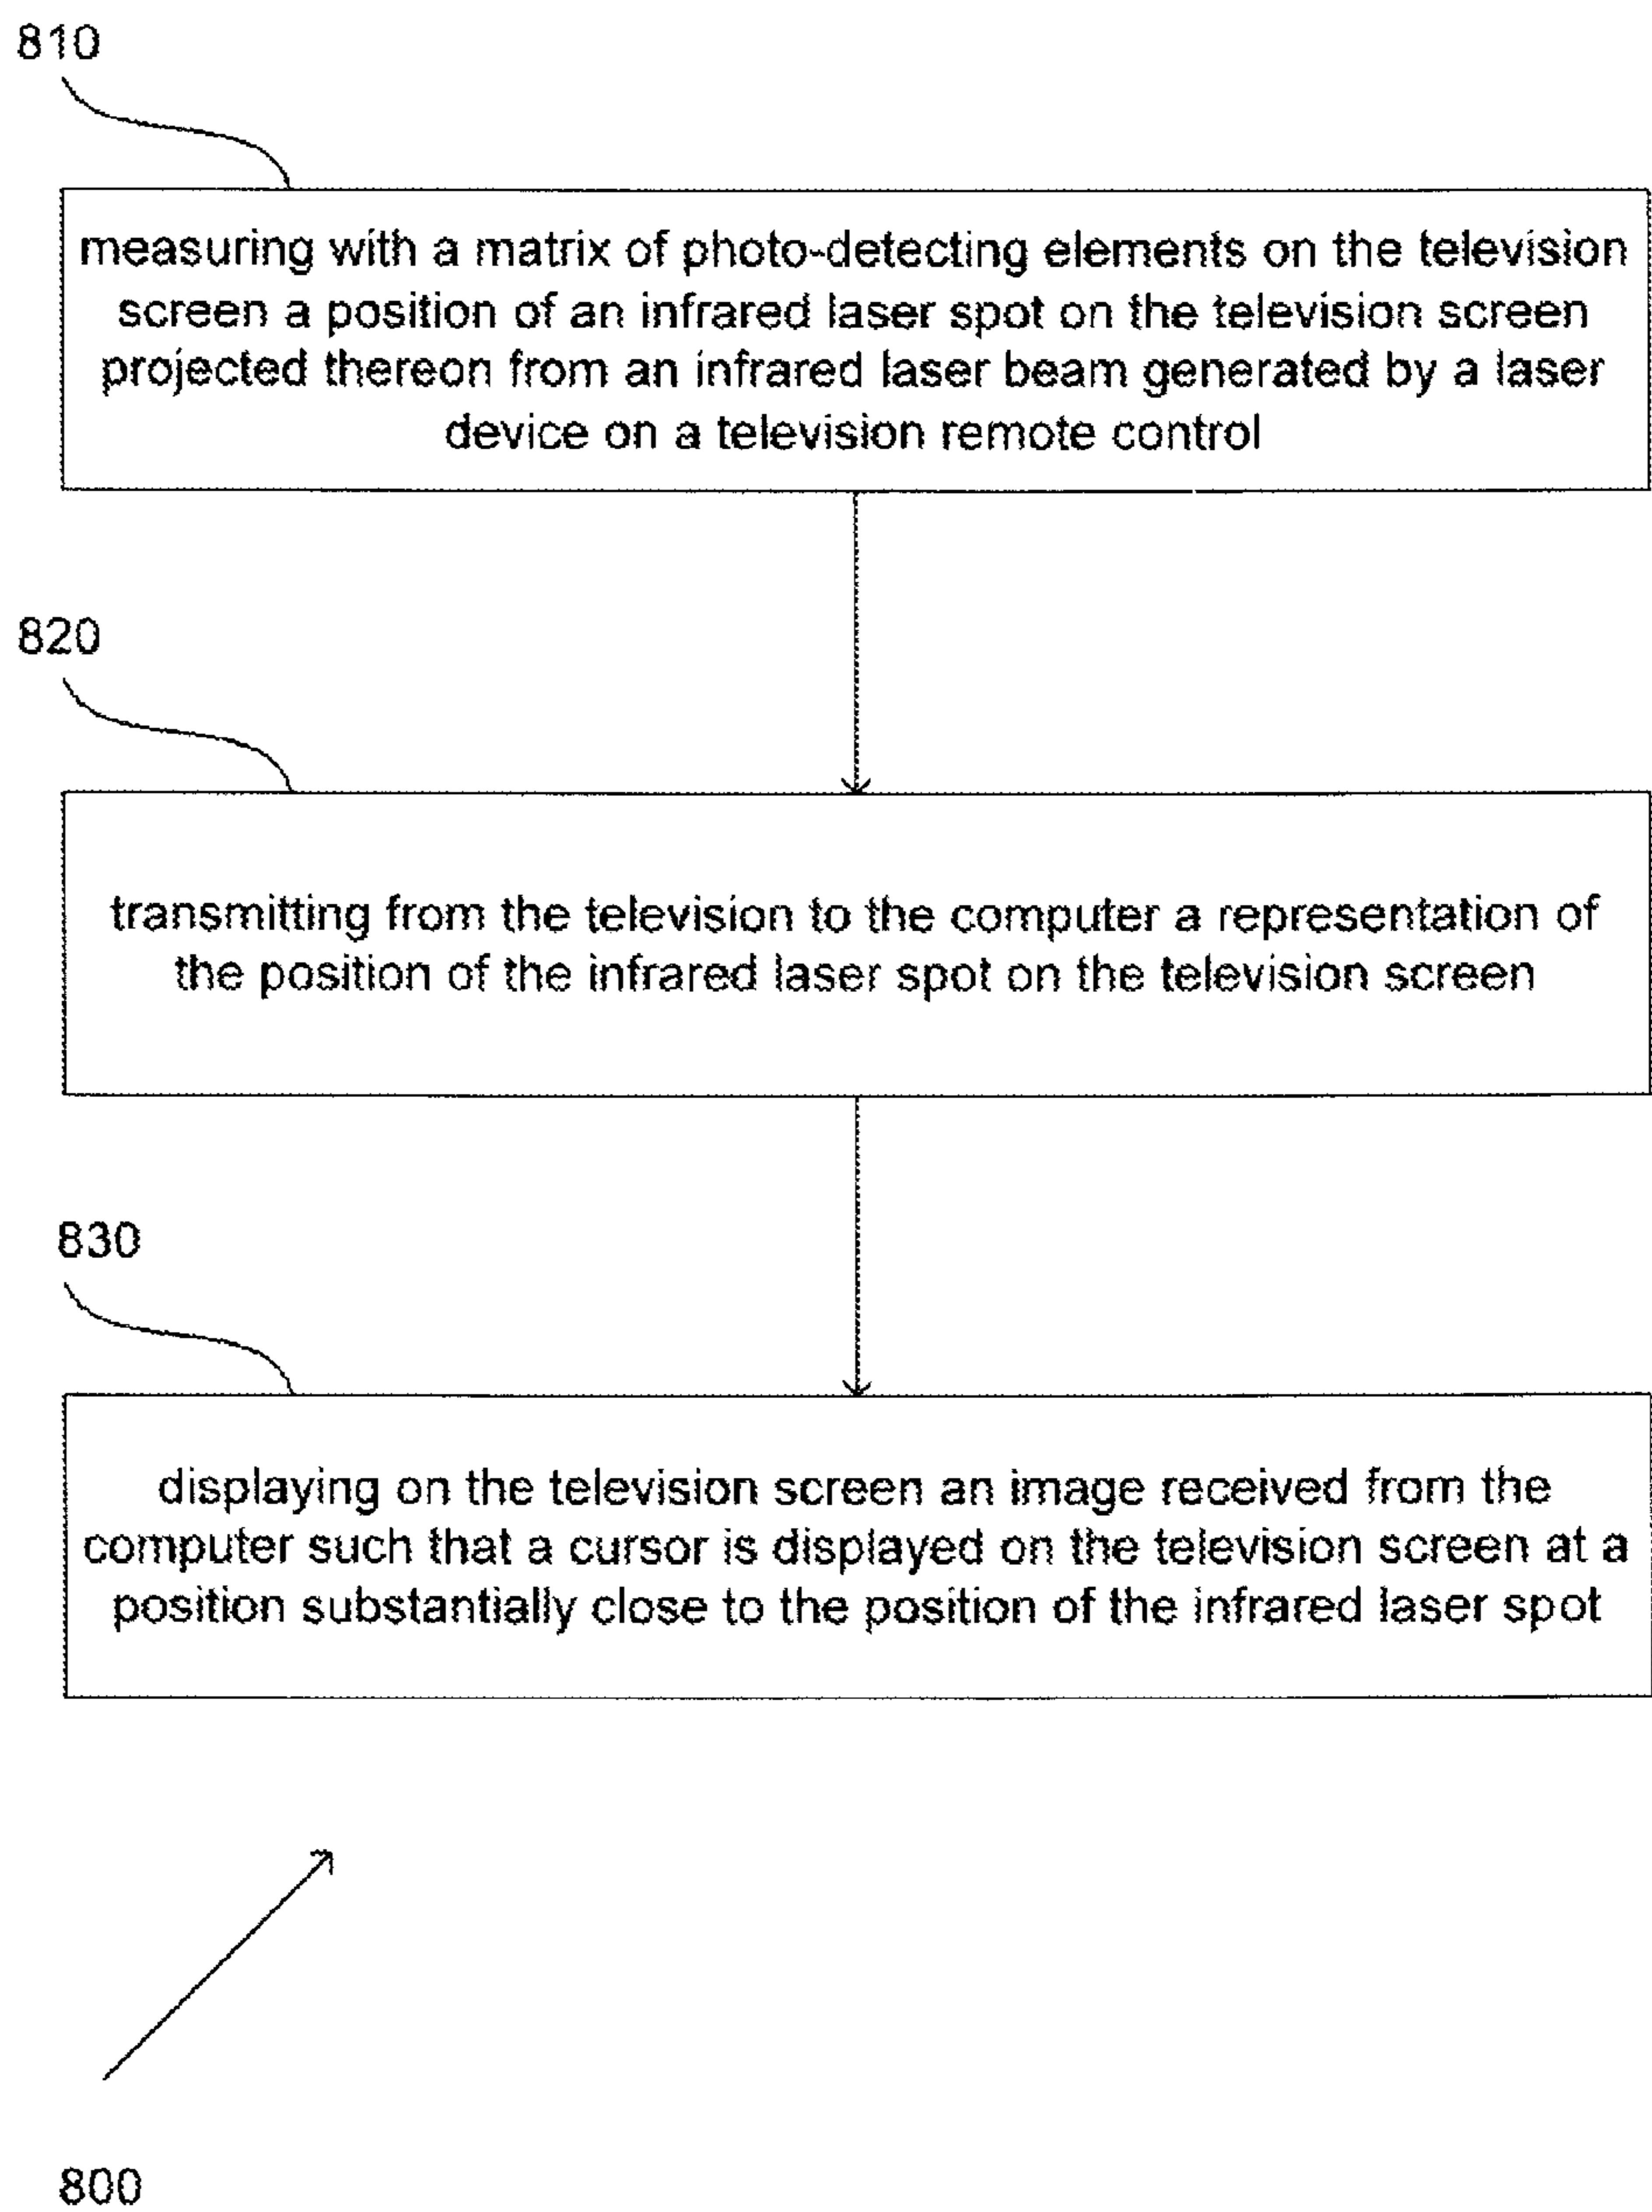 810
measuring with a matrix of photo-detecting elements on the television
screen a position of an infrared laser spot on the television screen
projected thereon from an infrared laser beam generated by a laser
device on a television remote control
820
transmitting from the television to the computer a representation of
the position of the infrared laser spot on the television screen
830
displaying on the television screen an image received from the
computer such that a cursor is displayed on the television screen at a
position substantially close to the position of the infrared laser spot
800